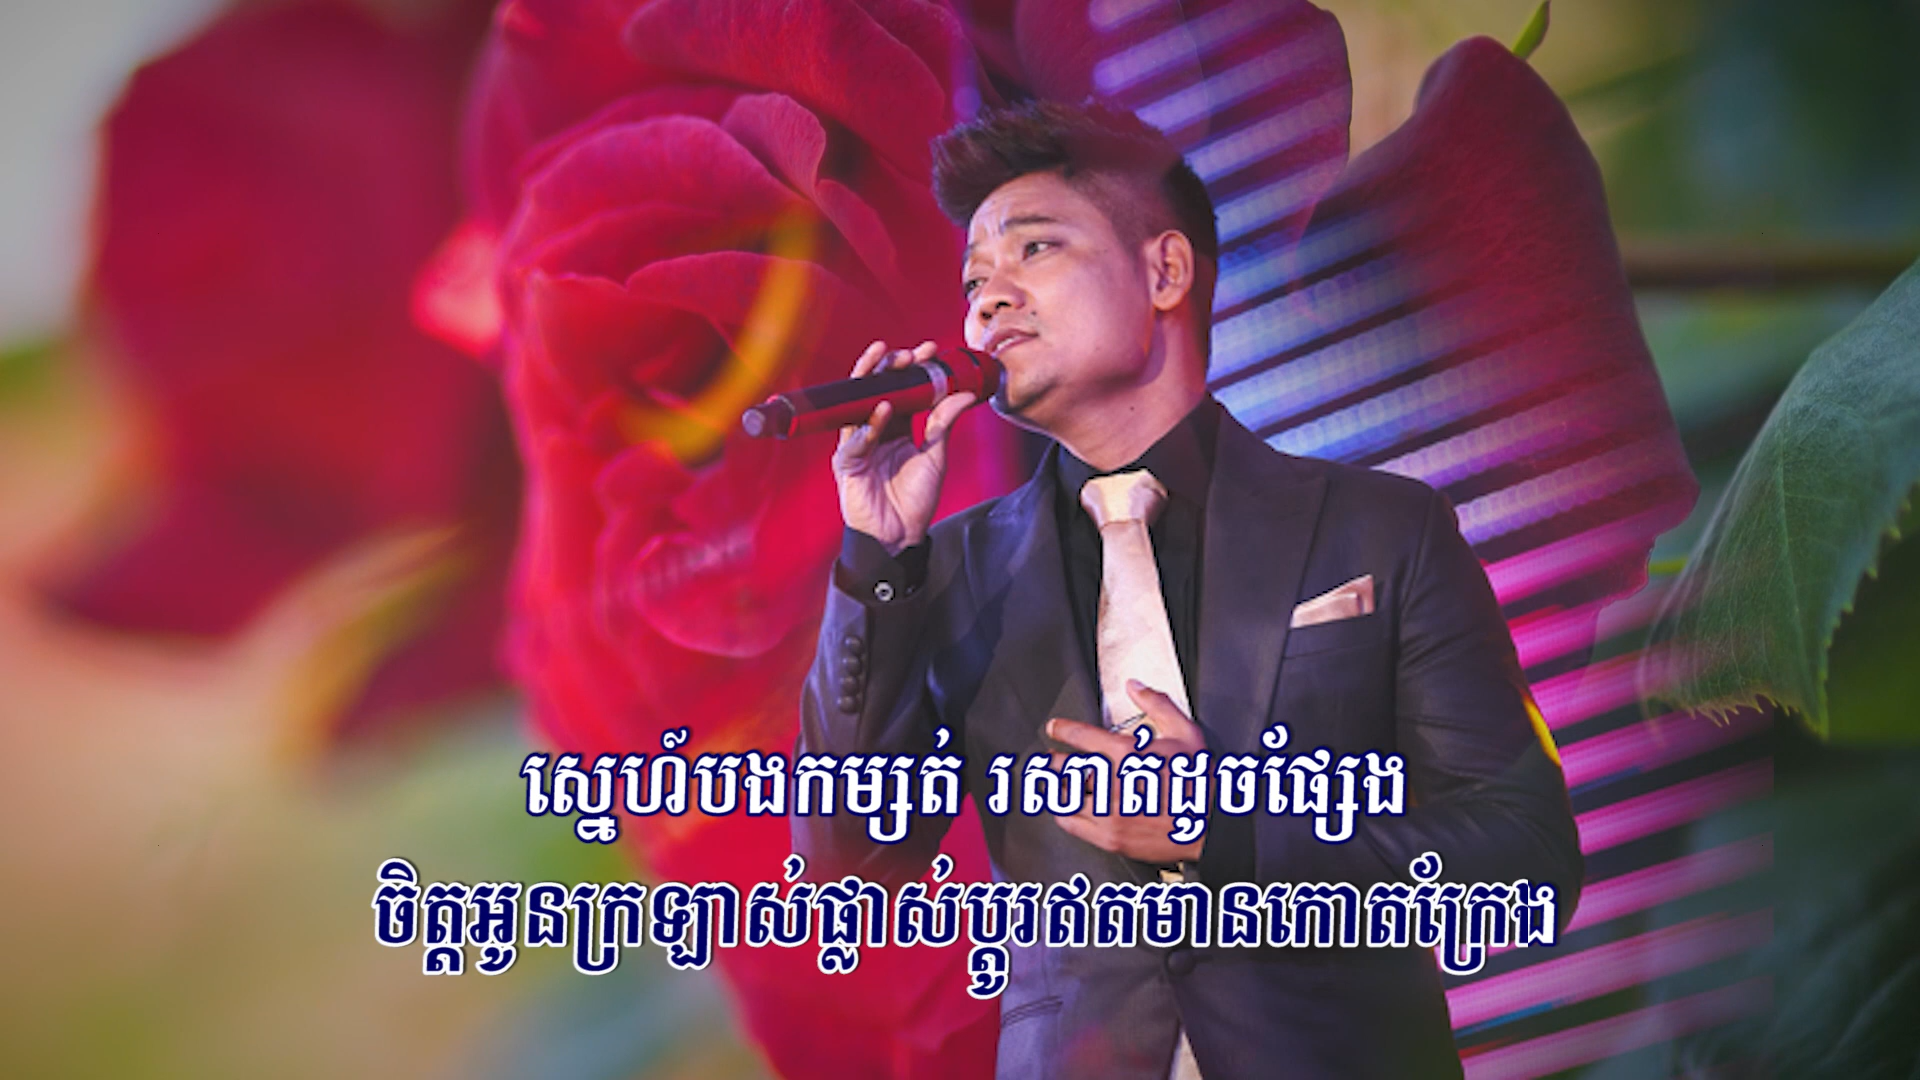 ស្នេហ៍បងកម្សត់ រសាត់ដូចផ្សែង
ចិត្តអូនក្រឡាស់ផ្លាស់ប្ដូរឥតមានកោតក្រែង